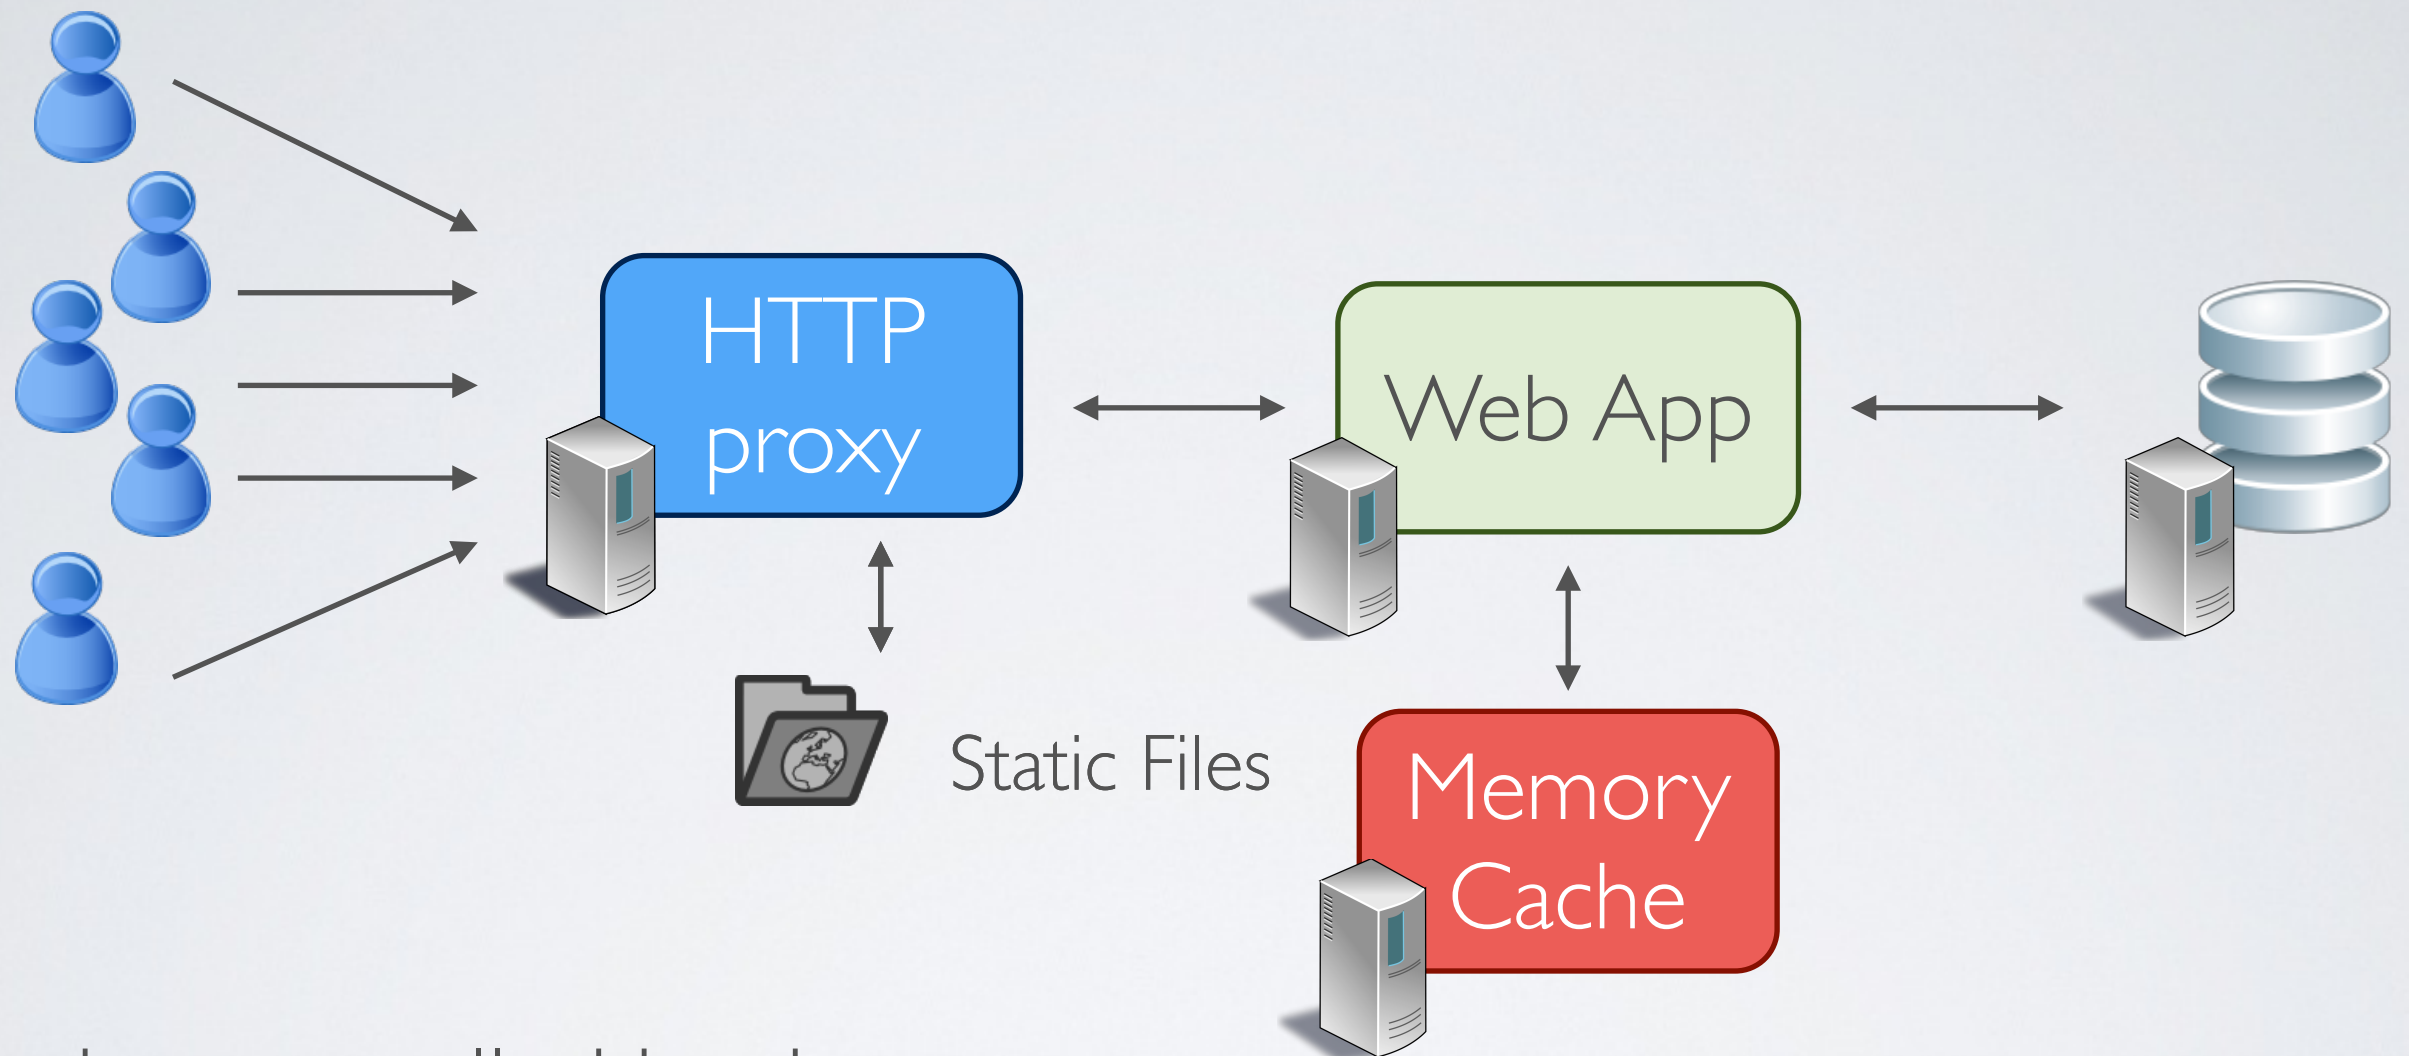 HTTP
proxy
Web App
Static Files
Memory
Cache